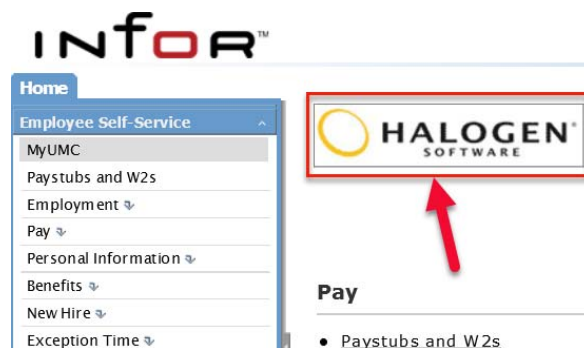 infor™
Home
Employee Self-Service
MyUMC
Paystubs and W2s
Employment
Pay
Personal Information
Benefits
New Hire
Exception Time
HALOGEN
SOFTWARE
Pay
• Paystubs and W2s